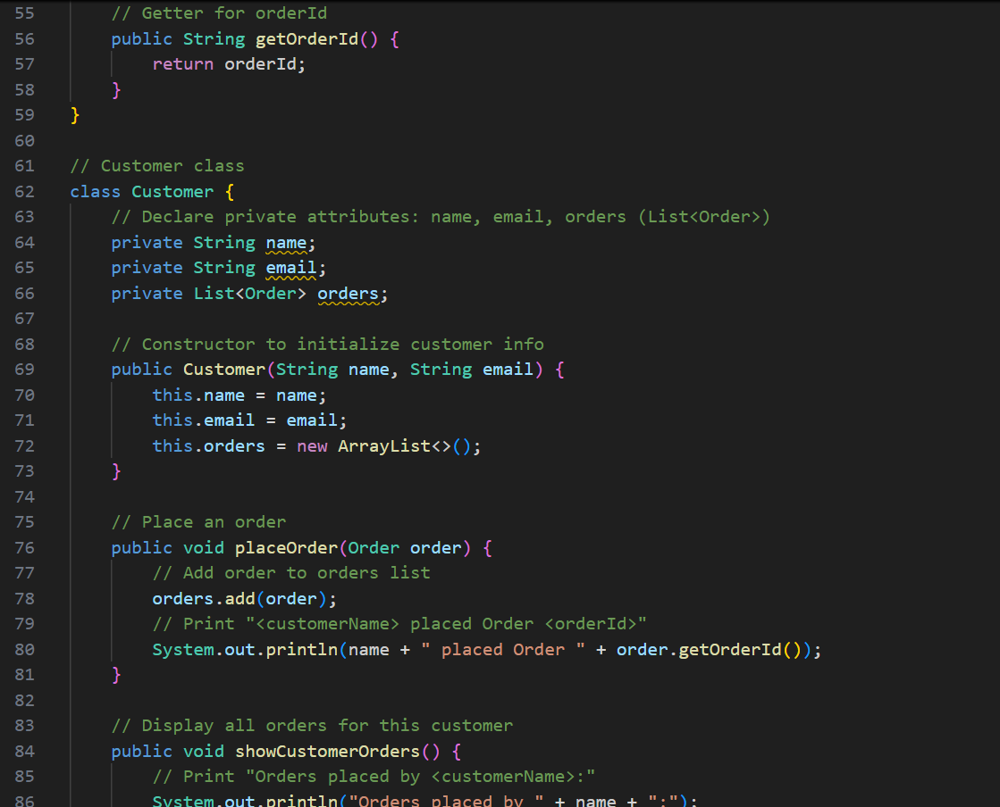 55 // Getter for orderId
56 public String getOrderId() {
57 return orderId;
58 }
59 }
60
61 // Customer class
62 class Customer {
63 // Declare private attributes: name, email, orders (List<Order>)
64 private String name;
65 private String email;
66 private List<Order> orders;
67
68 // Constructor to initialize customer info
69 public Customer(String name, String email) {
70 this.name = name;
71 this.email = email;
72 this.orders = new ArrayList<>();
73 }
74
75 // Place an order
76 public void placeOrder(Order order) {
77 // Add order to orders list
78 orders.add(order);
79 // Print "<customerName> placed Order <orderId>"
80 System.out.println(name + " placed Order " + order.getOrderId());
81 }
82
83 // Display all orders for this customer
84 public void showCustomerOrders() {
85 // Print "Orders placed by <customerName>:"
86 System.out.println("Orders placed by " + name + ":");